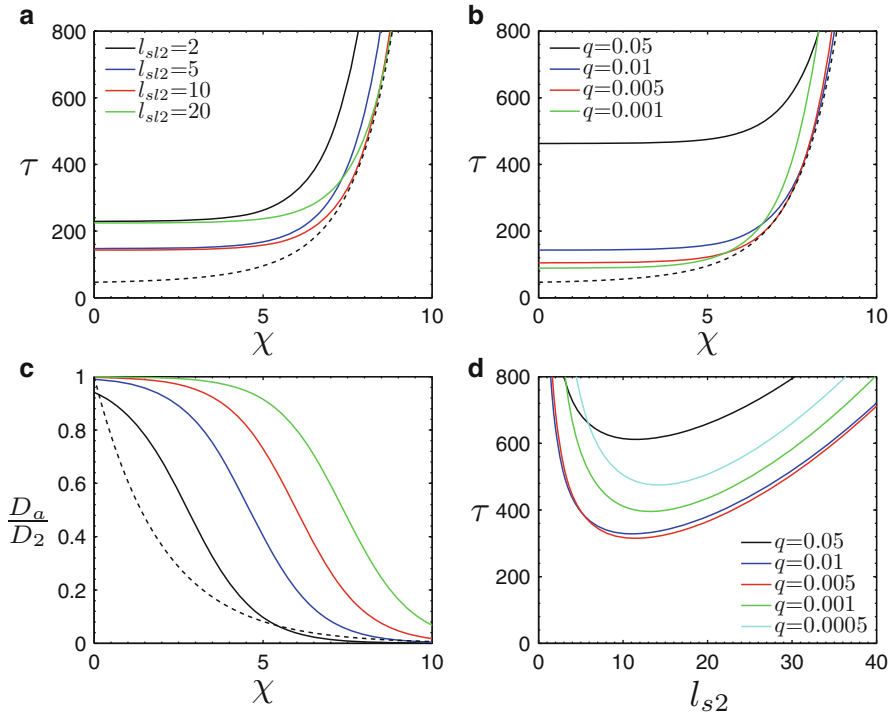 a
800
600
400
200
0
τ
l_{sl2}=2
l_{sl2}=5
l_{sl2}=10
l_{sl2}=20
0
5
10
χ
b
800
600
400
200
0
τ
q=0.05
q=0.01
q=0.005
q=0.001
0
5
10
χ
c
1
0.8
0.6
0.4
0.2
0
D_a
D_2
0
5
10
χ
d
800
600
400
200
0
τ
q=0.05
q=0.01
q=0.005
q=0.001
q=0.0005
0
10
20
30
40
l_{s2}